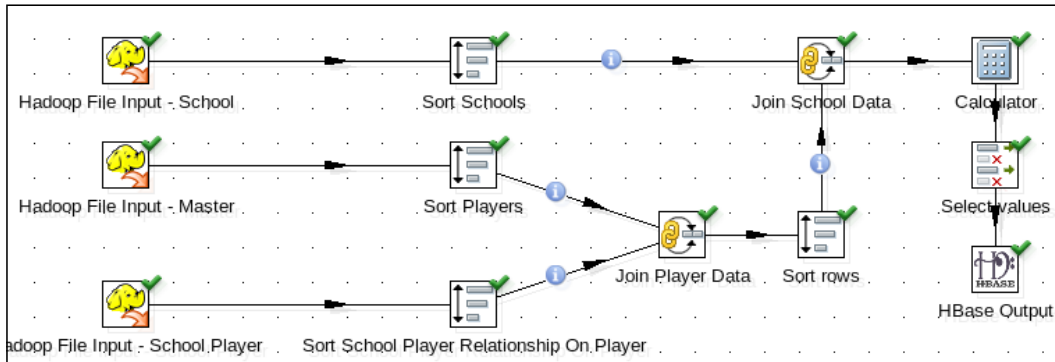 Hadoop File Input - School
Sort Schools
Join School Data
Calculator
Hadoop File Input - Master
Sort Players
Select values
Join Player Data
Sort rows
HBASE
HBase Output
adoop File Input - School Player
Sort School Player Relationship On Player